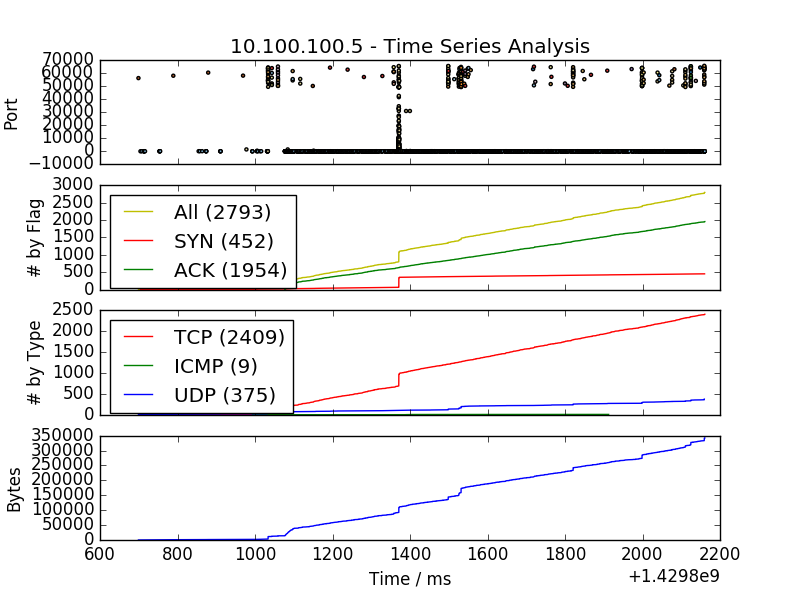 10.100.100.5 - Time Series Analysis
70000
60000
50000
40000
30000
20000
10000
0
−10000
Port
3000
2500
2000
1500
1000
500
0
# by Flag
All (2793)
SYN (452)
ACK (1954)
2500
2000
1500
1000
500
0
# by Type
TCP (2409)
ICMP (9)
UDP (375)
350000
300000
250000
200000
150000
100000
50000
0
Bytes
600 800 1000 1200 1400 1600 1800 2000 2200
Time / ms
+1.4298e9